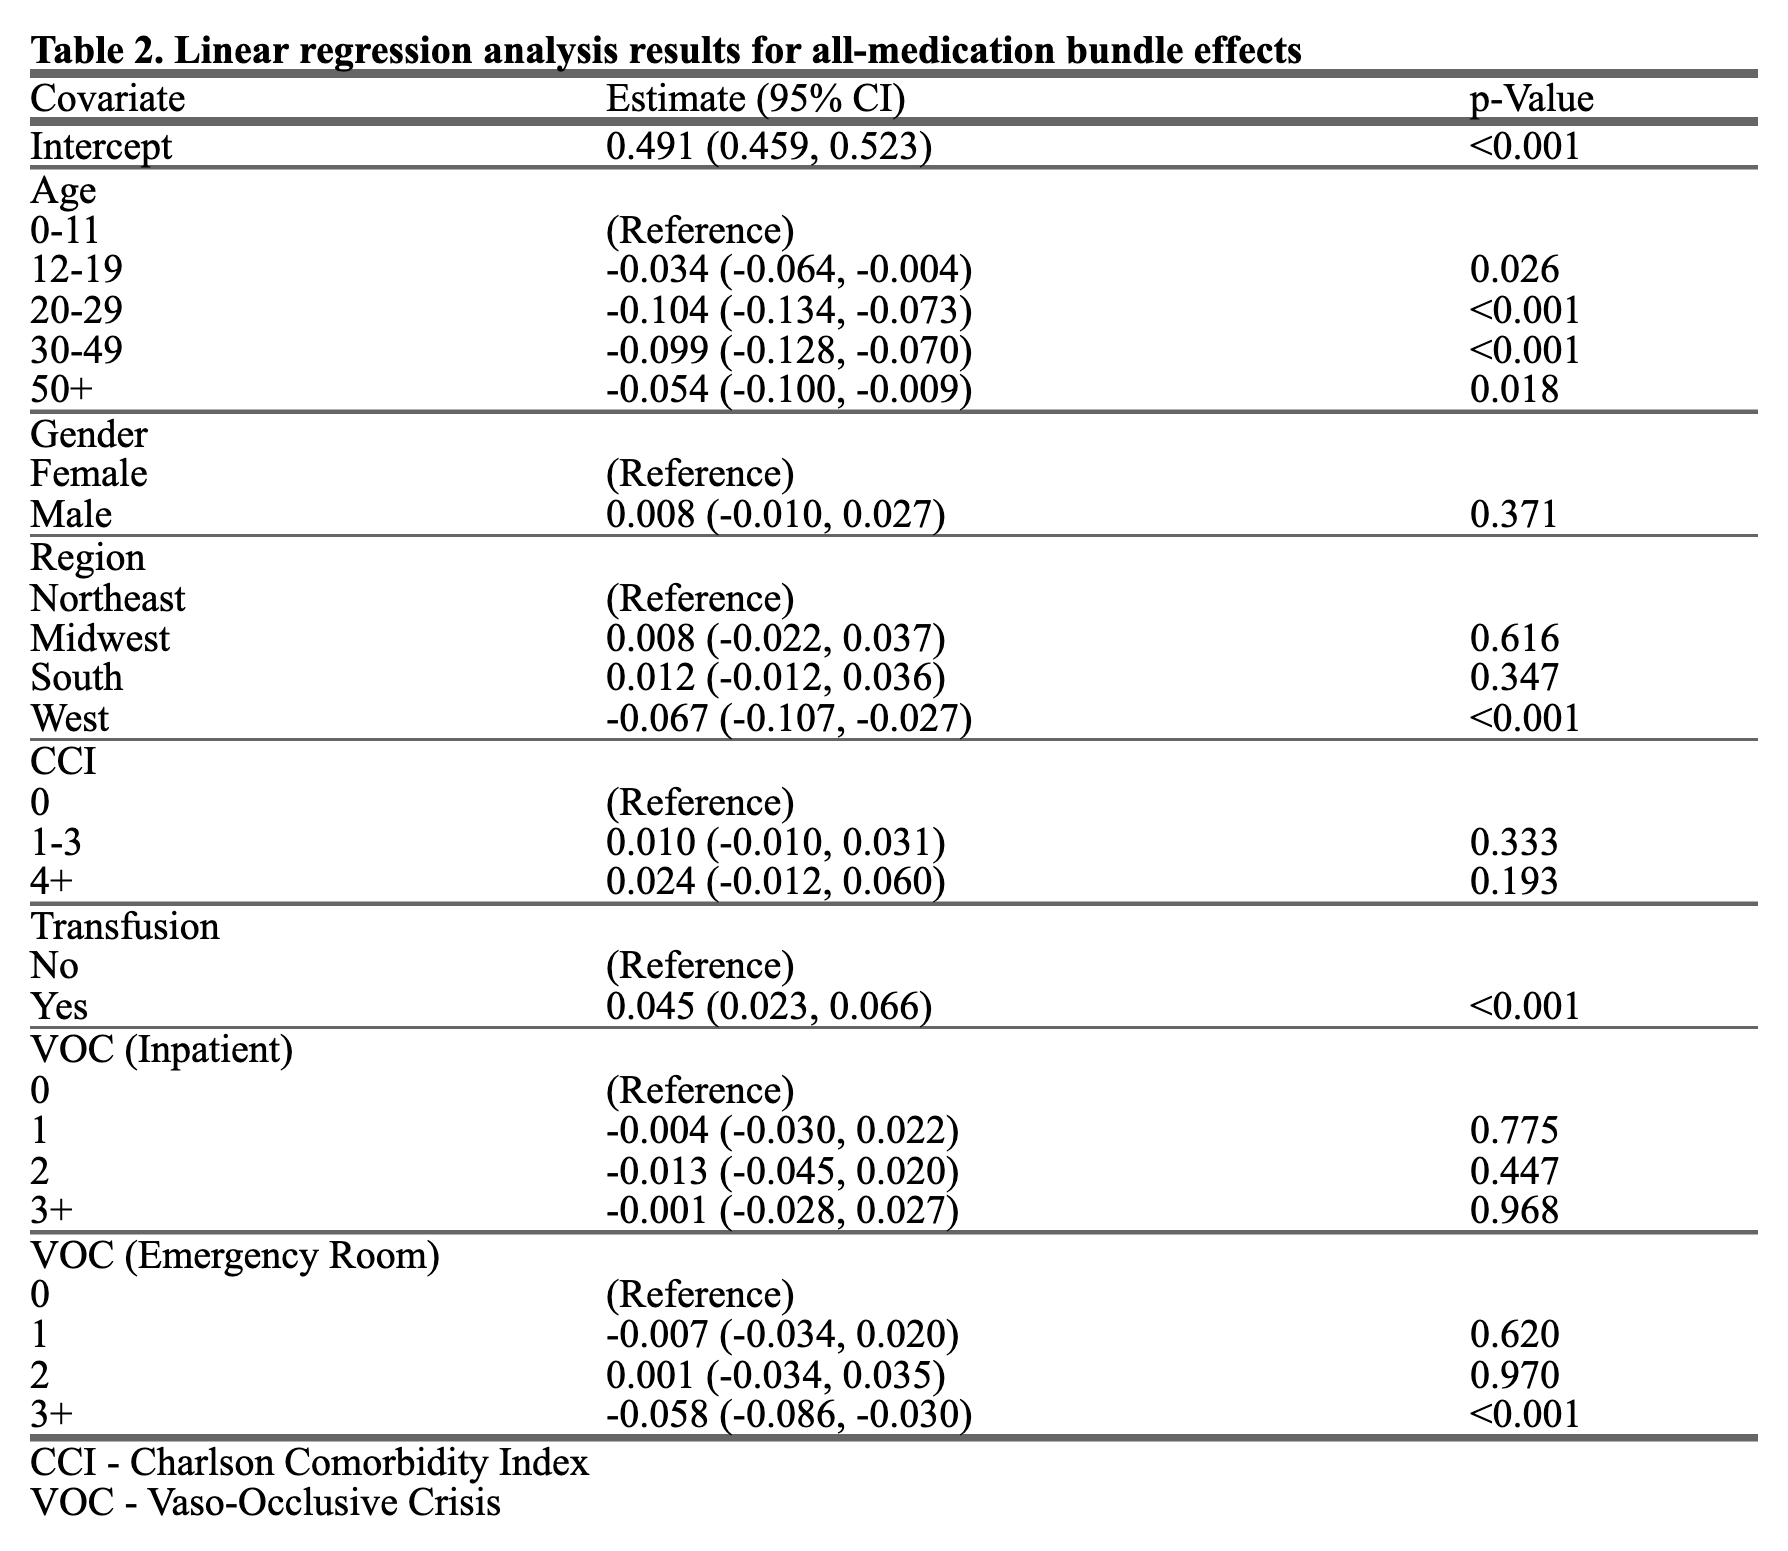 Table 2. Linear regression analysis results for all-medication bundle effects
Covariate Estimate (95% CI) p-Value
Intercept 0.491 (0.459, 0.523) <0.001
Age
0-11 (Reference)
12-19 -0.034 (-0.064, -0.004) 0.026
20-29 -0.104 (-0.134, -0.073) <0.001
30-49 -0.099 (-0.128, -0.070) <0.001
50+ -0.054 (-0.100, -0.009) 0.018
Gender
Female (Reference)
Male 0.008 (-0.010, 0.027) 0.371
Region
Northeast (Reference)
Midwest 0.008 (-0.022, 0.037) 0.616
South 0.012 (-0.012, 0.036) 0.347
West -0.067 (-0.107, -0.027) <0.001
CCI
0 (Reference)
1-3 0.010 (-0.010, 0.031) 0.333
4+ 0.024 (-0.012, 0.060) 0.193
Transfusion
No (Reference)
Yes 0.045 (0.023, 0.066) <0.001
VOC (Inpatient)
0 (Reference)
1 -0.004 (-0.030, 0.022) 0.775
2 -0.013 (-0.045, 0.020) 0.447
3+ -0.001 (-0.028, 0.027) 0.968
VOC (Emergency Room)
0 (Reference)
1 -0.007 (-0.034, 0.020) 0.620
2 0.001 (-0.034, 0.035) 0.970
3+ -0.058 (-0.086, -0.030) <0.001
CCI - Charlson Comorbidity Index
VOC - Vaso-Occlusive Crisis